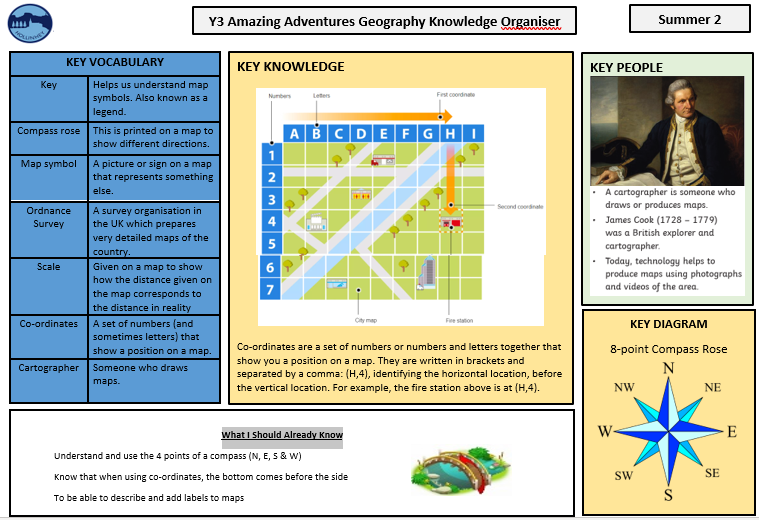 HOLLINHEY
Y3 Amazing Adventures Geography Knowledge Organiser
Summer 2
KEY VOCABULARY
Key
Helps us understand map
symbols. Also known as a
legend.
Compass rose
This is printed on a map to
show different directions.
Map symbol
A picture or sign on a map
that represents something
else.
Ordnance
Survey
A survey organisation in
the UK which prepares
very detailed maps of the
country.
Scale
Given on a map to show
how the distance given on
the map corresponds to
the distance in reality
Co-ordinates
A set of numbers (and
sometimes letters) that
show a position on a map.
Cartographer
Someone who draws
maps.
KEY KNOWLEDGE
Numbers
Letters
First coordinate
A B C D E F G H I
1
2
3
4
5
6
7
Second coordinate
City map
Fire station
Co-ordinates are a set of numbers or numbers and letters together that
show you a position on a map. They are written in brackets and
separated by a comma: (H,4), identifying the horizontal location, before
the vertical location. For example, the fire station above is at (H,4).
KEY PEOPLE
• A cartographer is someone who
draws or produces maps.
• James Cook (1728 – 1779)
was a British explorer and
cartographer.
• Today, technology helps to
produce maps using photographs
and videos of the area.
KEY DIAGRAM
8-point Compass Rose
N
NW NE
W E
SW SE
S
What I Should Already Know
Understand and use the 4 points of a compass (N, E, S & W)
Know that when using co-ordinates, the bottom comes before the side
To be able to describe and add labels to maps